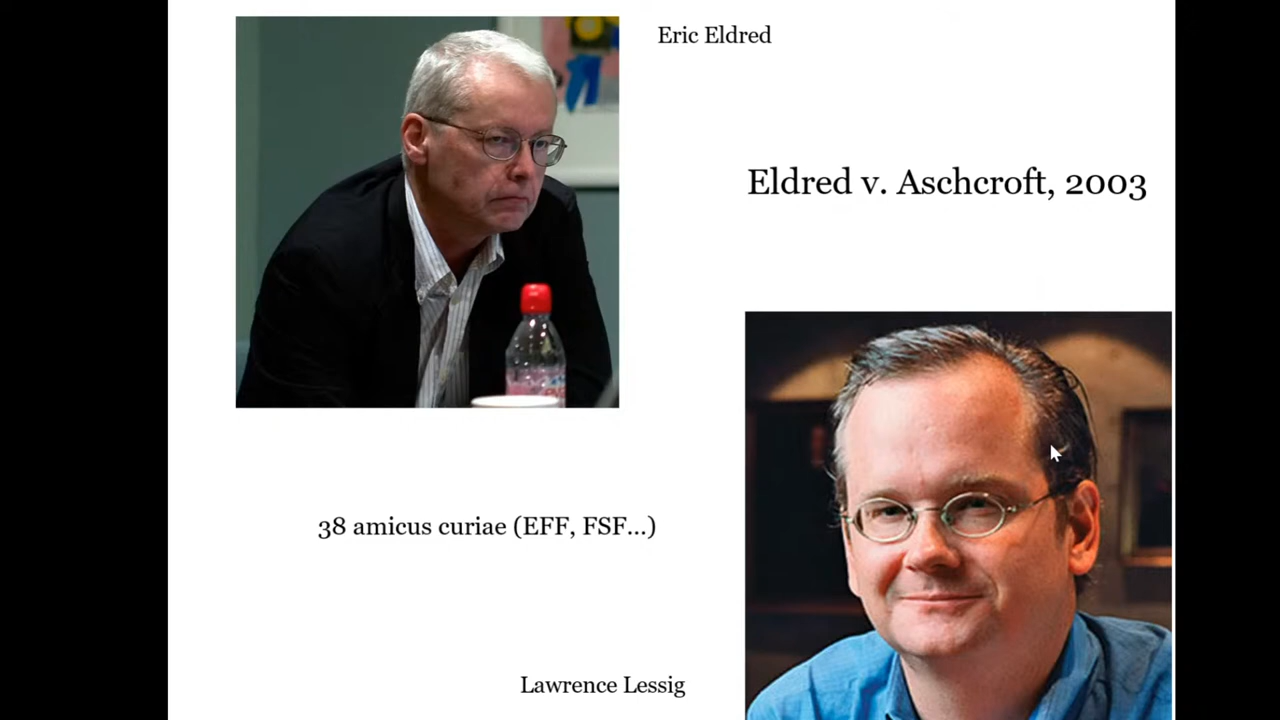 Eric Eldred
Eldred v. Aschcroft, 2003
38 amicus curiae (EFF, FSF...)
Lawrence Lessig